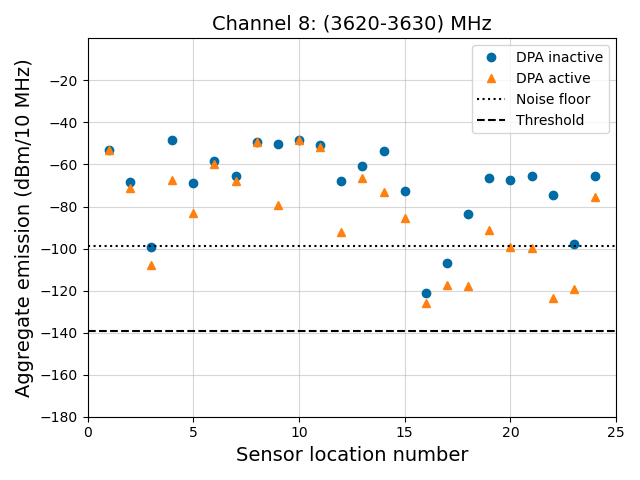 Channel 8: (3620-3630) MHz
DPA inactive
DPA active
Noise floor
Threshold
Aggregate emission (dBm/10 MHz)
−20
−40
−60
−80
−100
−120
−140
−160
−180
0 5 10 15 20 25
Sensor location number